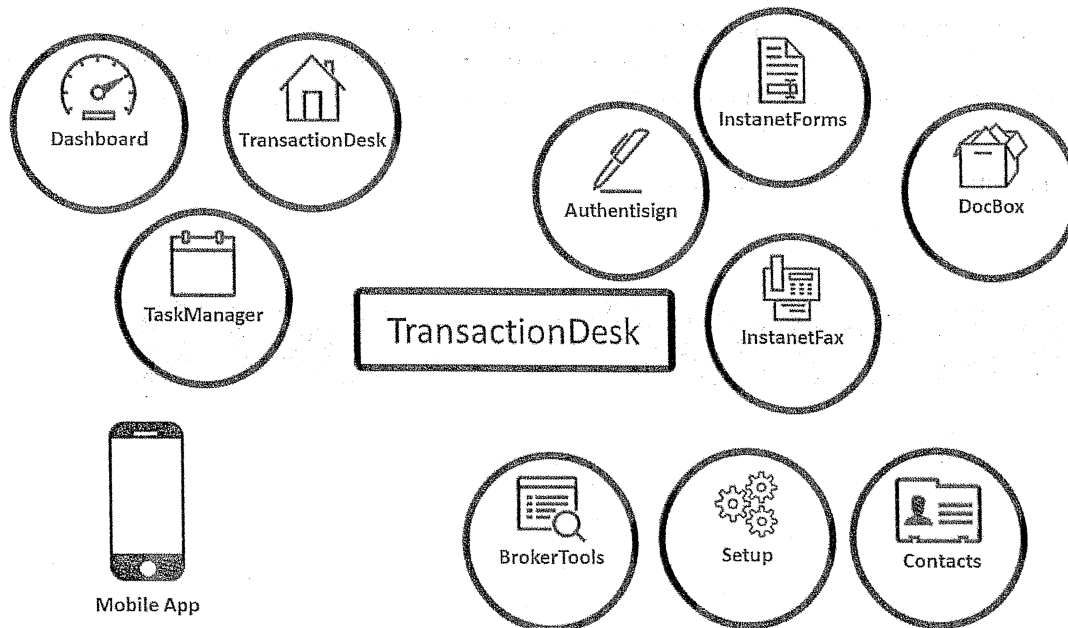 Dashboard
TransactionDesk
InstanetForms
Authentisign
DocBox
TaskManager
TransactionDesk
InstanetFax
Mobile App
BrokerTools
Setup
Contacts